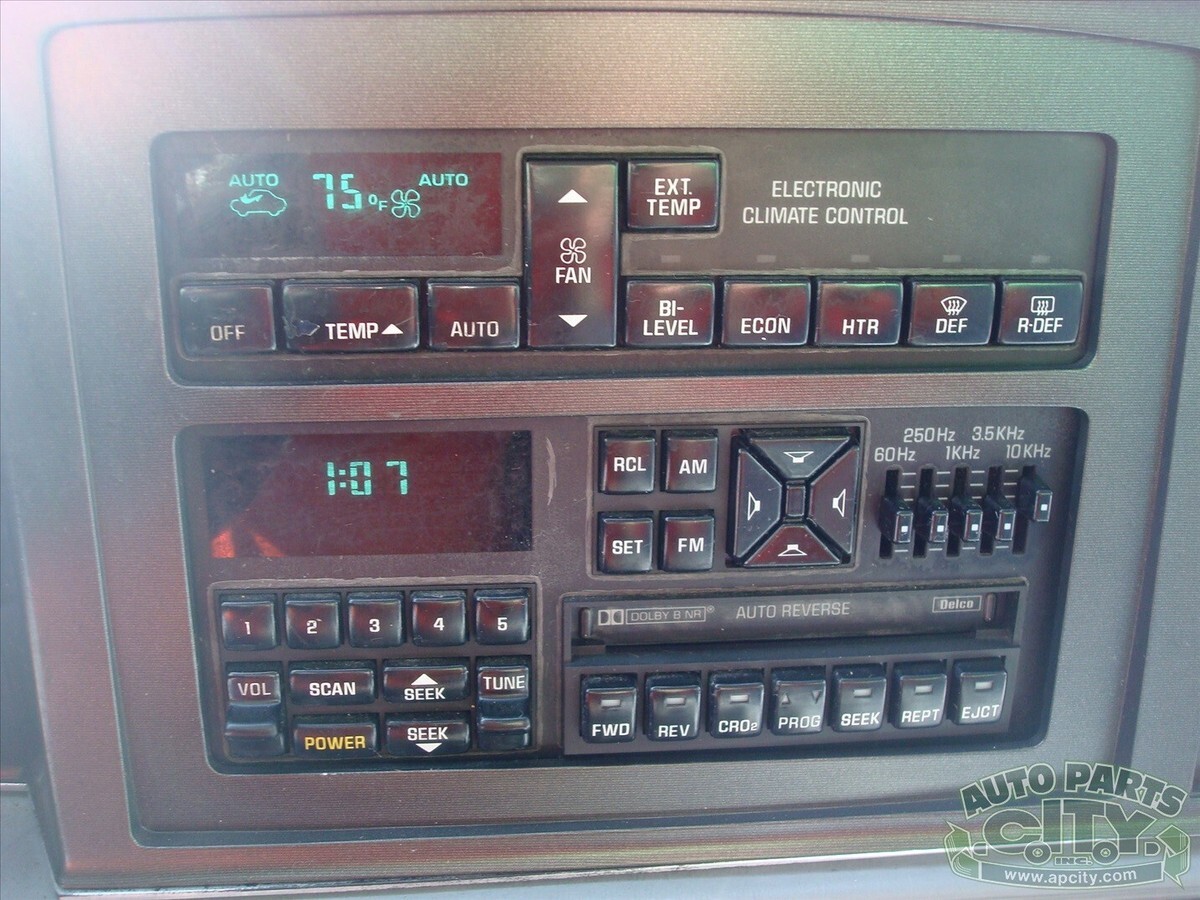 AUTO 75°F AUTO
EXT. TEMP
ELECTRONIC
CLIMATE CONTROL
FAN
OFF
TEMP
AUTO
BI-
LEVEL
ECON
HTR
DEF
R-DEF
1:07
RCL
AM
SET
FM
250Hz 3.5KHz
60Hz 1KHz 10KHz
DOLBY B NR®
AUTO REVERSE
Delco
1 2 3 4 5
VOL
SCAN
SEEK
TUNE
POWER
SEEK
FWD
REV
CRO2
PROG
SEEK
REPT
EJCT
AUTO PARTS
CITY
INC.
www.apcity.com